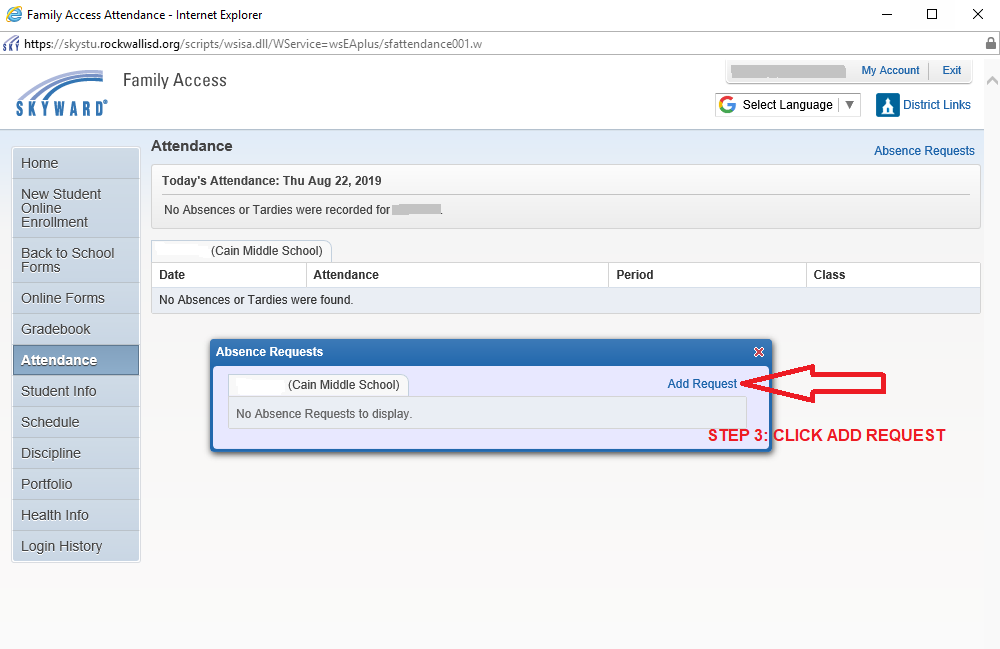 Family Access Attendance - Internet Explorer
https://skystu.rockwallisd.org/scripts/wsisa.dll/WService=wsEAplus/sfattendance001.w
SKYWARD®
Family Access
My Account
Exit
Select Language
District Links
Attendance
Absence Requests
Home
New Student
Online
Enrollment
Back to School
Forms
Online Forms
Gradebook
Attendance
Student Info
Schedule
Discipline
Portfolio
Health Info
Login History
Today's Attendance: Thu Aug 22, 2019
No Absences or Tardies were recorded for .
(Cain Middle School)
Date Attendance Period Class
No Absences or Tardies were found.
Absence Requests
(Cain Middle School) Add Request
No Absence Requests to display.
STEP 3: CLICK ADD REQUEST